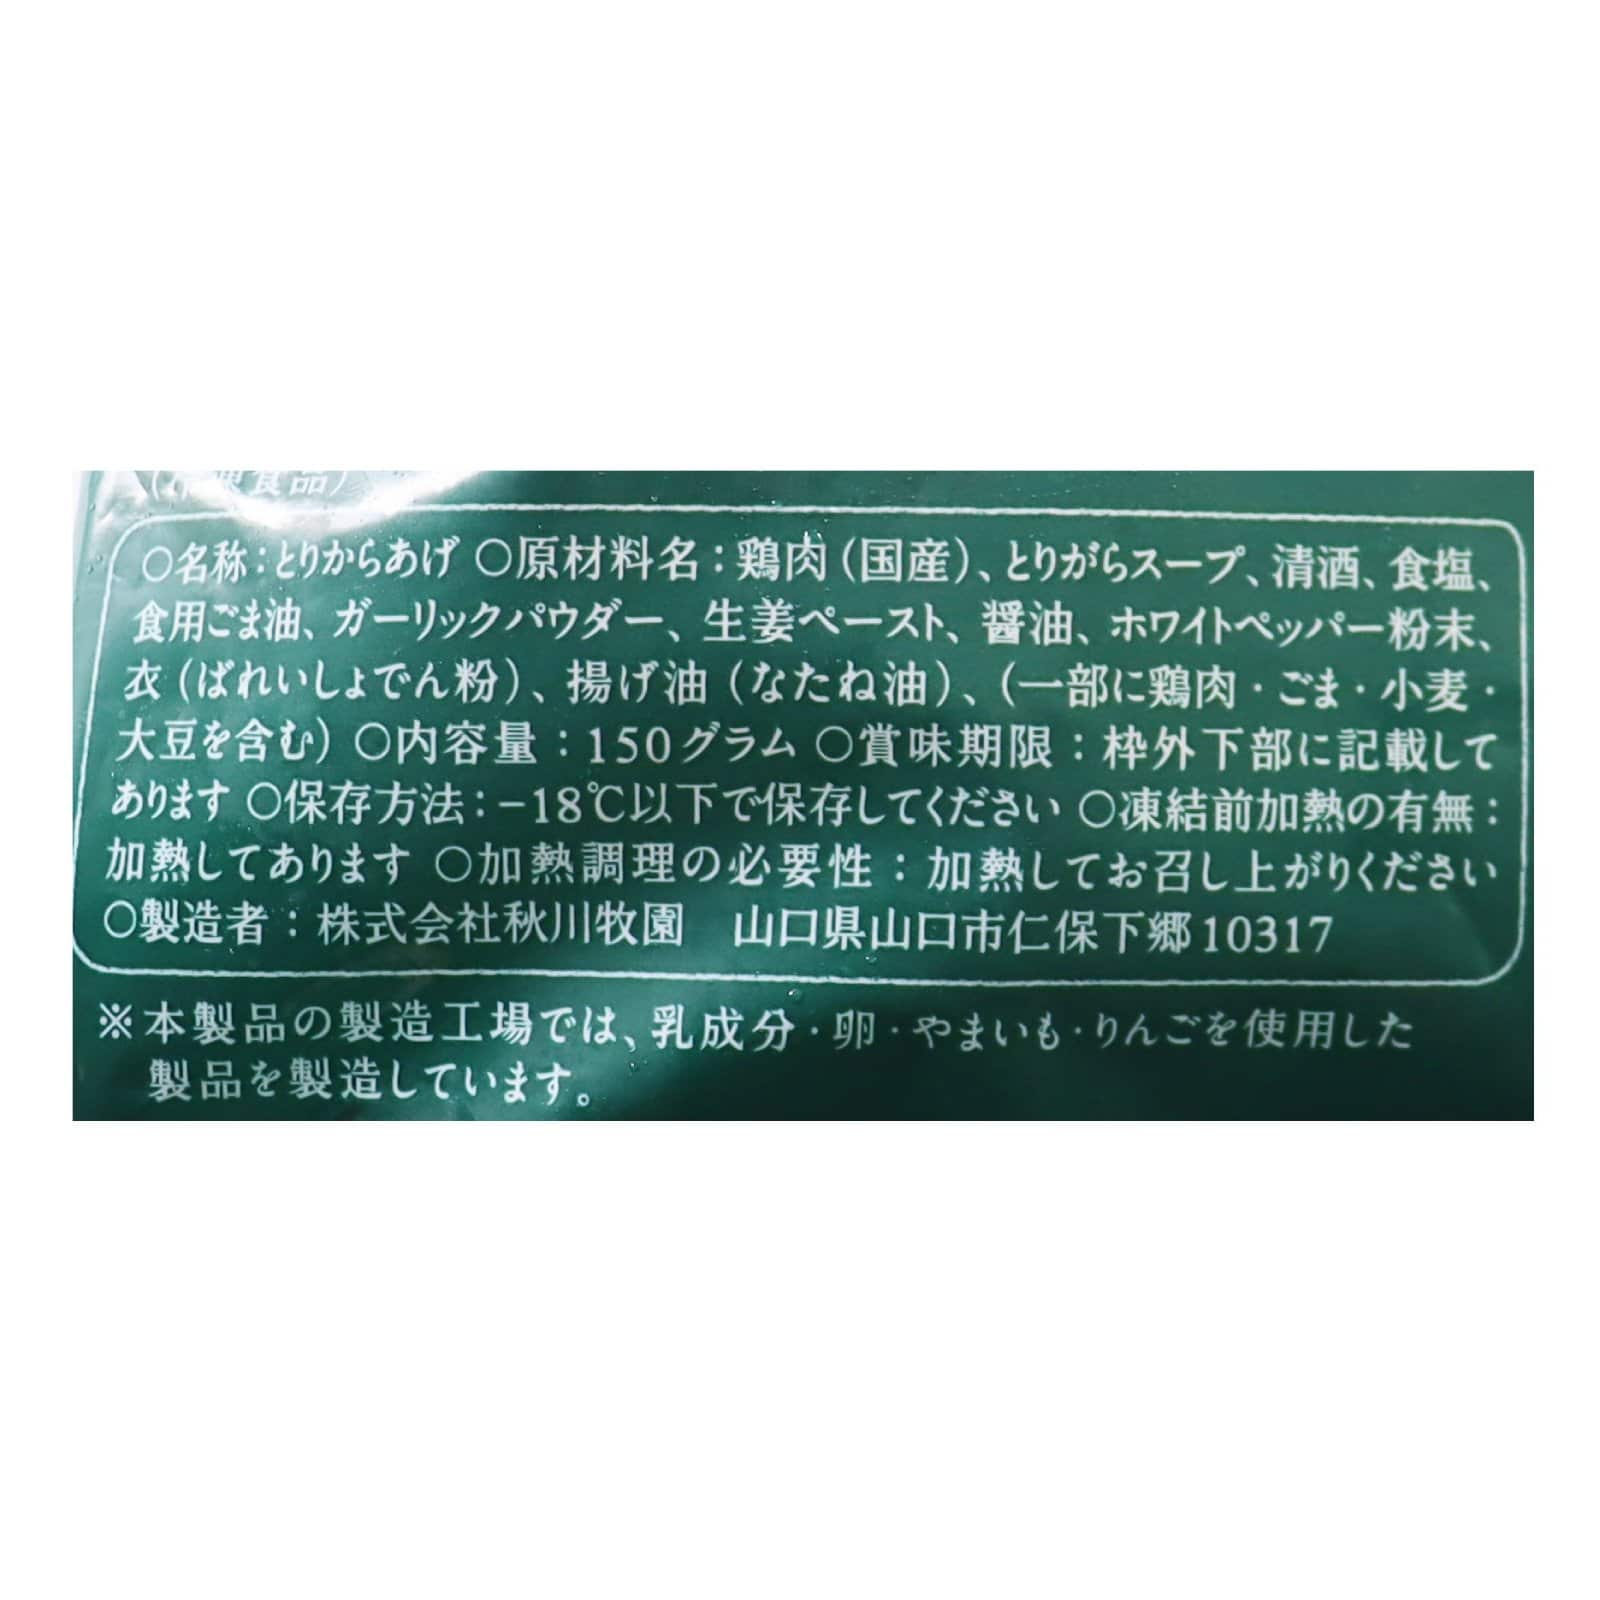 食品)
○名称：とりからあげ ○原材料名：鶏肉（国産）、とりがらスープ、清酒、食塩、
食用ごま油、ガーリックパウダー、生姜ペースト、醤油、ホワイトペッパー粉末、
衣（ばれいしょでん粉）、揚げ油（なたね油）、（一部に鶏肉・ごま・小麦・
大豆を含む）○内容量：150グラム ○賞味期限：枠外下部に記載して
あります ○保存方法：−18℃以下で保存してください ○凍結前加熱の有無：
加熱してあります ○加熱調理の必要性：加熱してお召し上がりください
○製造者：株式会社秋川牧園　山口県山口市仁保下郷10317
※本製品の製造工場では、乳成分・卵・やまいも・りんごを使用した
製品を製造しています。